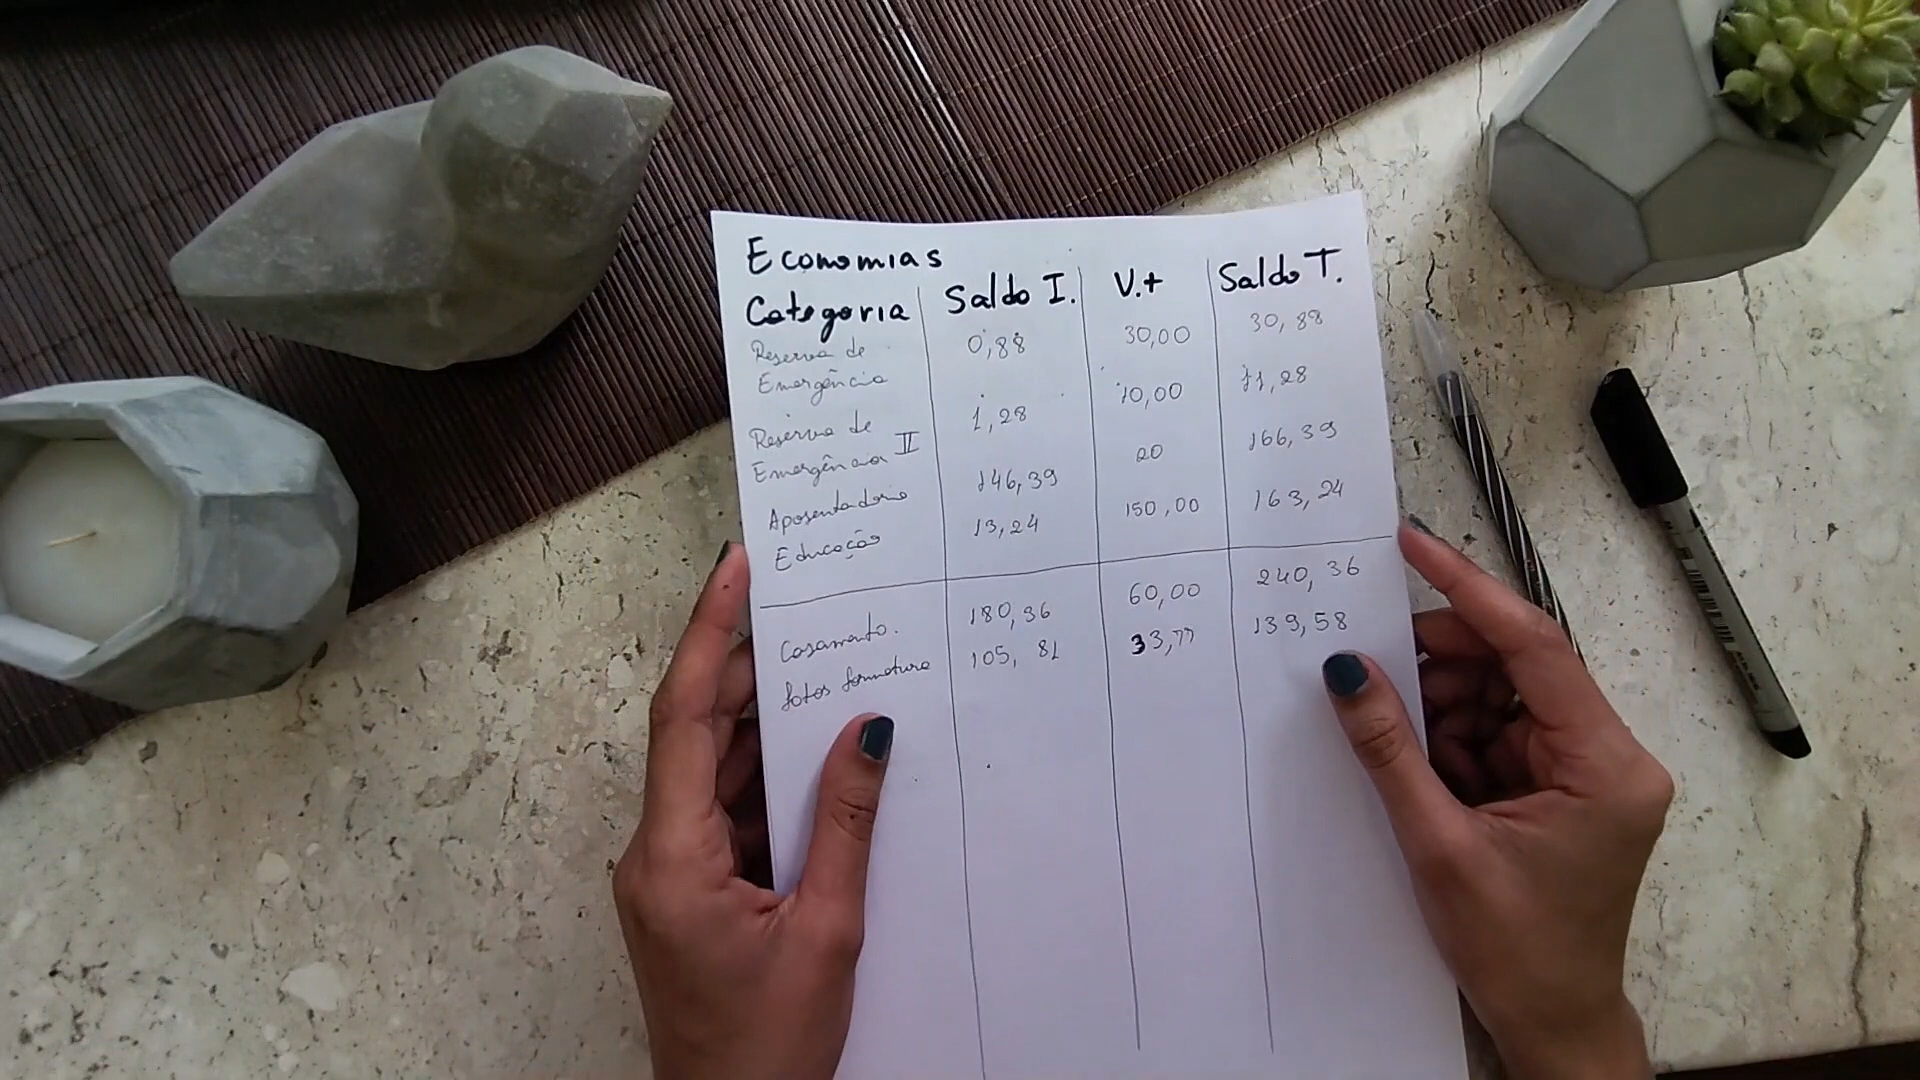 Economias
Categoria Saldo I. V.+ Saldo T.
Reserva de
Emergência 0,88 30,00 30,88
Reserva de
Emergência II 1,28 10,00 11,28
Aposentadoria 146,39 20 166,39
Educação 13,24 150,00 163,24
Casamento. 180,36 60,00 240,36
fotos formatura 105,81 33,77 139,58